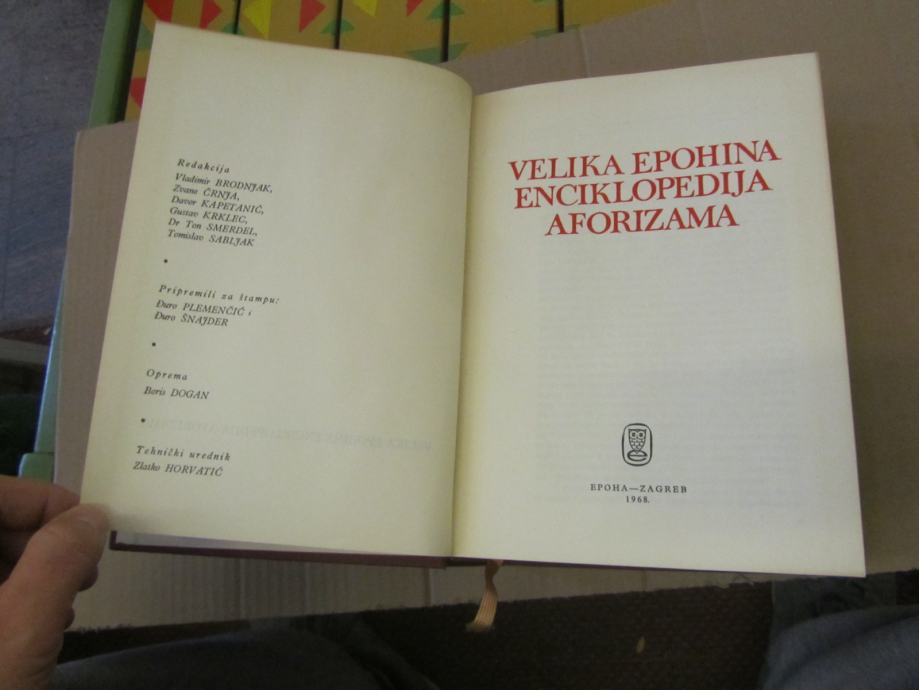 Redakcija
Vladimir BRODNJAK,
Zvane ČRNJA,
Davor KAPETANIĆ,
Gustav KRKLEC,
Dr Ton SMERDEL,
Tomislav SABLJAK
•
Pripremili za štampu:
Đuro PLEMENČIĆ i
Đuro ŠNAJDER
•
Oprema
Boris DOGAN
•
Tehnički urednik
Zlatko HORVATIĆ
VELIKA EPOHINA
ENCIKLOPEDIJA
AFORIZAMA
EPOHA—ZAGREB
1968.